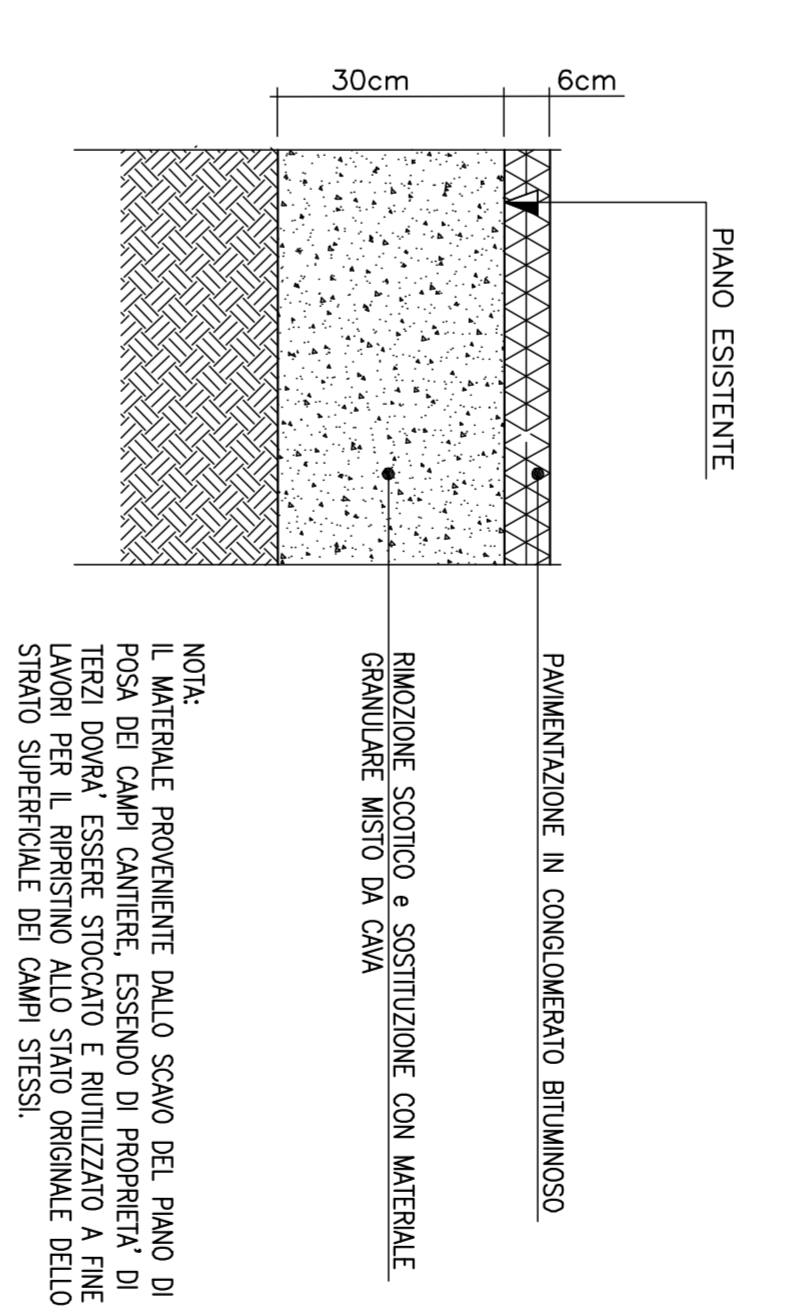 30cm
6cm
PIANO ESISTENTE
PAVIMENTAZIONE IN CONGLOMERATO BITUMINOSO
RIMOZIONE SCOTICO e SOSTITUZIONE CON MATERIALE
GRANULARE MISTO DA CAVA
NOTA:
IL MATERIALE PROVENIENTE DALLO SCAVO DEL PIANO DI
POSA DEI CAMPI CANTIERE, ESSENDO DI PROPRIETA' DI
TERZI DOVRA' ESSERE STOCCATO E RIUTILIZZATO A FINE
LAVORI PER IL RIPRISTINO ALLO STATO ORIGINALE DELLO
STRATO SUPERFICIALE DEI CAMPI STESSI.